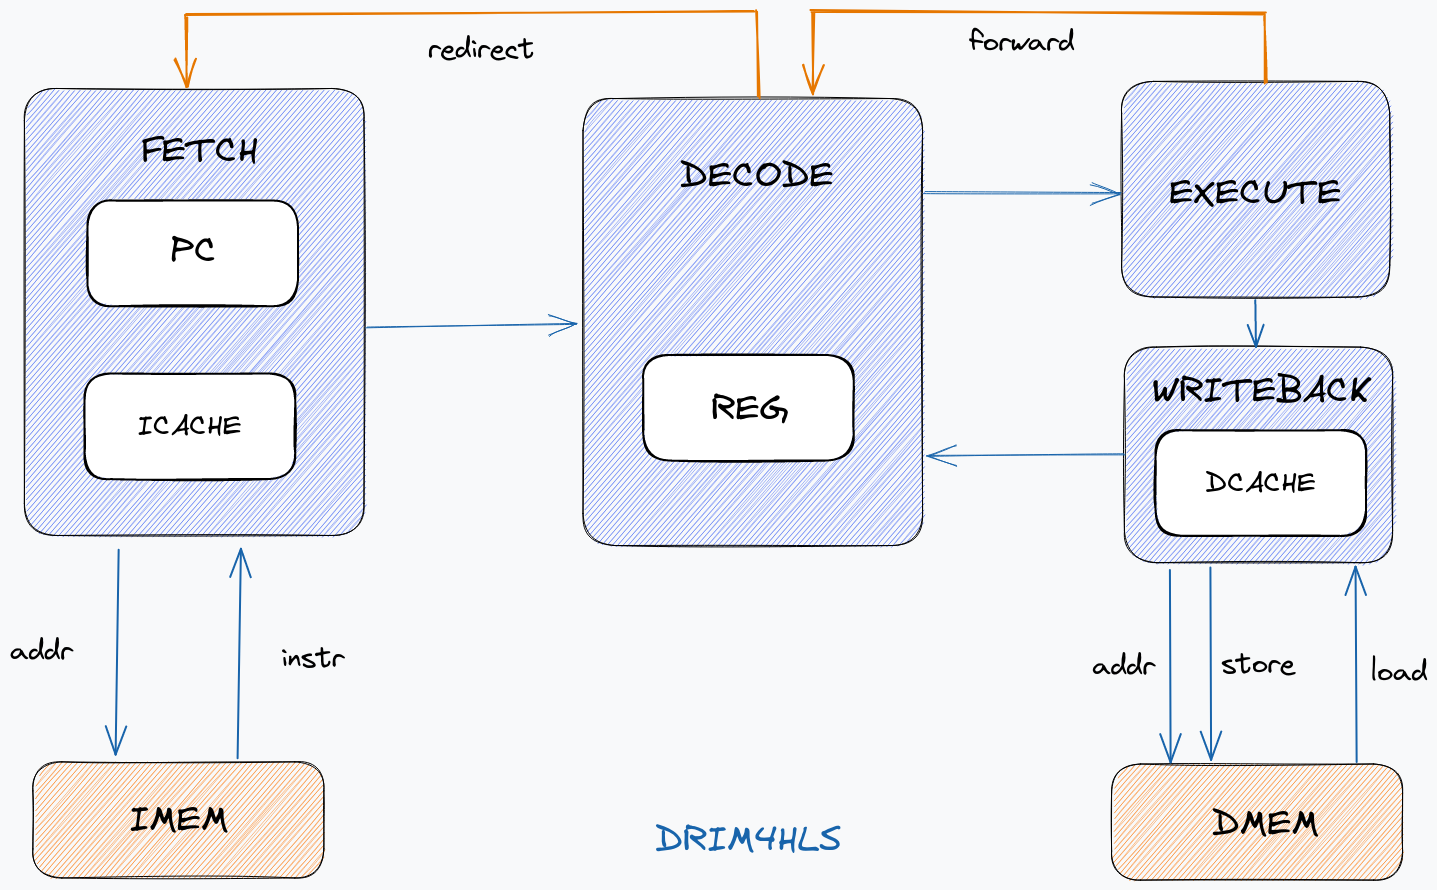 redirect
forward
FETCH
PC
ICACHE
DECODE
REG
EXECUTE
WRITEBACK
DCACHE
addr
instr
addr
store
load
IMEM
DRIM4HLS
DMEM